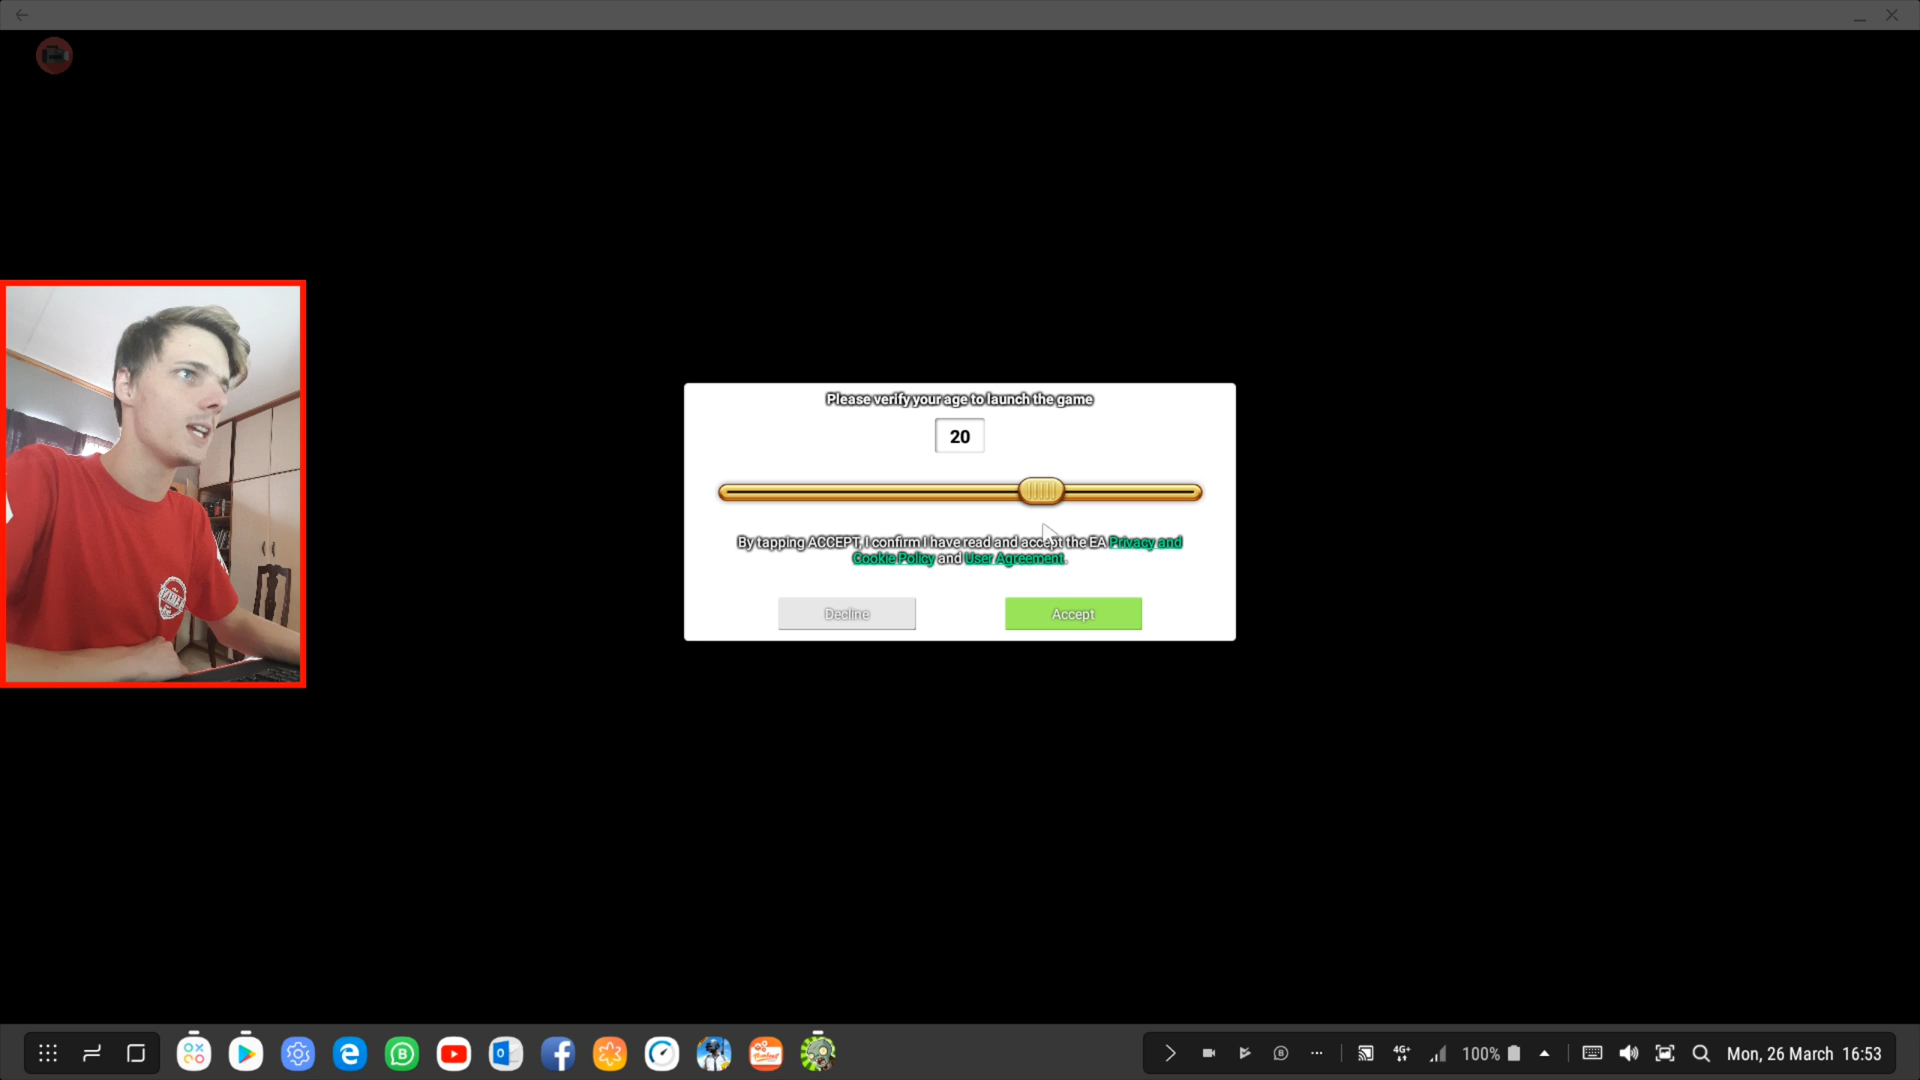 Please verify your age to launch the game
20
By tapping ACCEPT, I confirm I have read and accept the EA Privacy and
Cookie Policy and User Agreement.
Decline
Accept
4G+
100%
Mon, 26 March 16:53